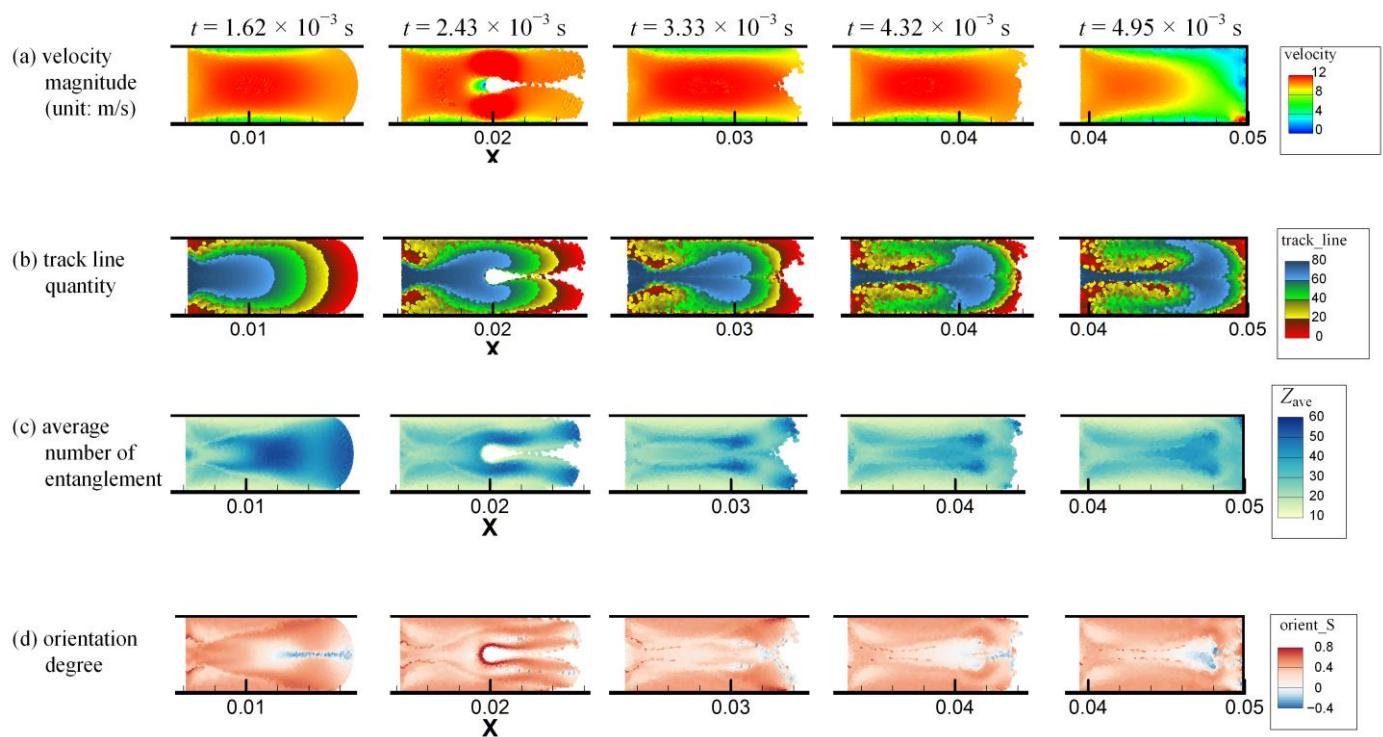 t = 1.62 × 10⁻³ s t = 2.43 × 10⁻³ s t = 3.33 × 10⁻³ s t = 4.32 × 10⁻³ s t = 4.95 × 10⁻³ s
(a) velocity
magnitude
(unit: m/s)
velocity
12
8
4
0
0.01 0.02 0.03 0.04 0.04 0.05
X
(b) track line
quantity
track_line
80
60
40
20
0
0.01 0.02 0.03 0.04 0.04 0.05
X
(c) average
number of
entanglement
Zave
60
50
40
30
20
10
0.01 0.02 0.03 0.04 0.04 0.05
X
(d) orientation
degree
orient_S
0.8
0.4
0
−0.4
0.01 0.02 0.03 0.04 0.04 0.05
X